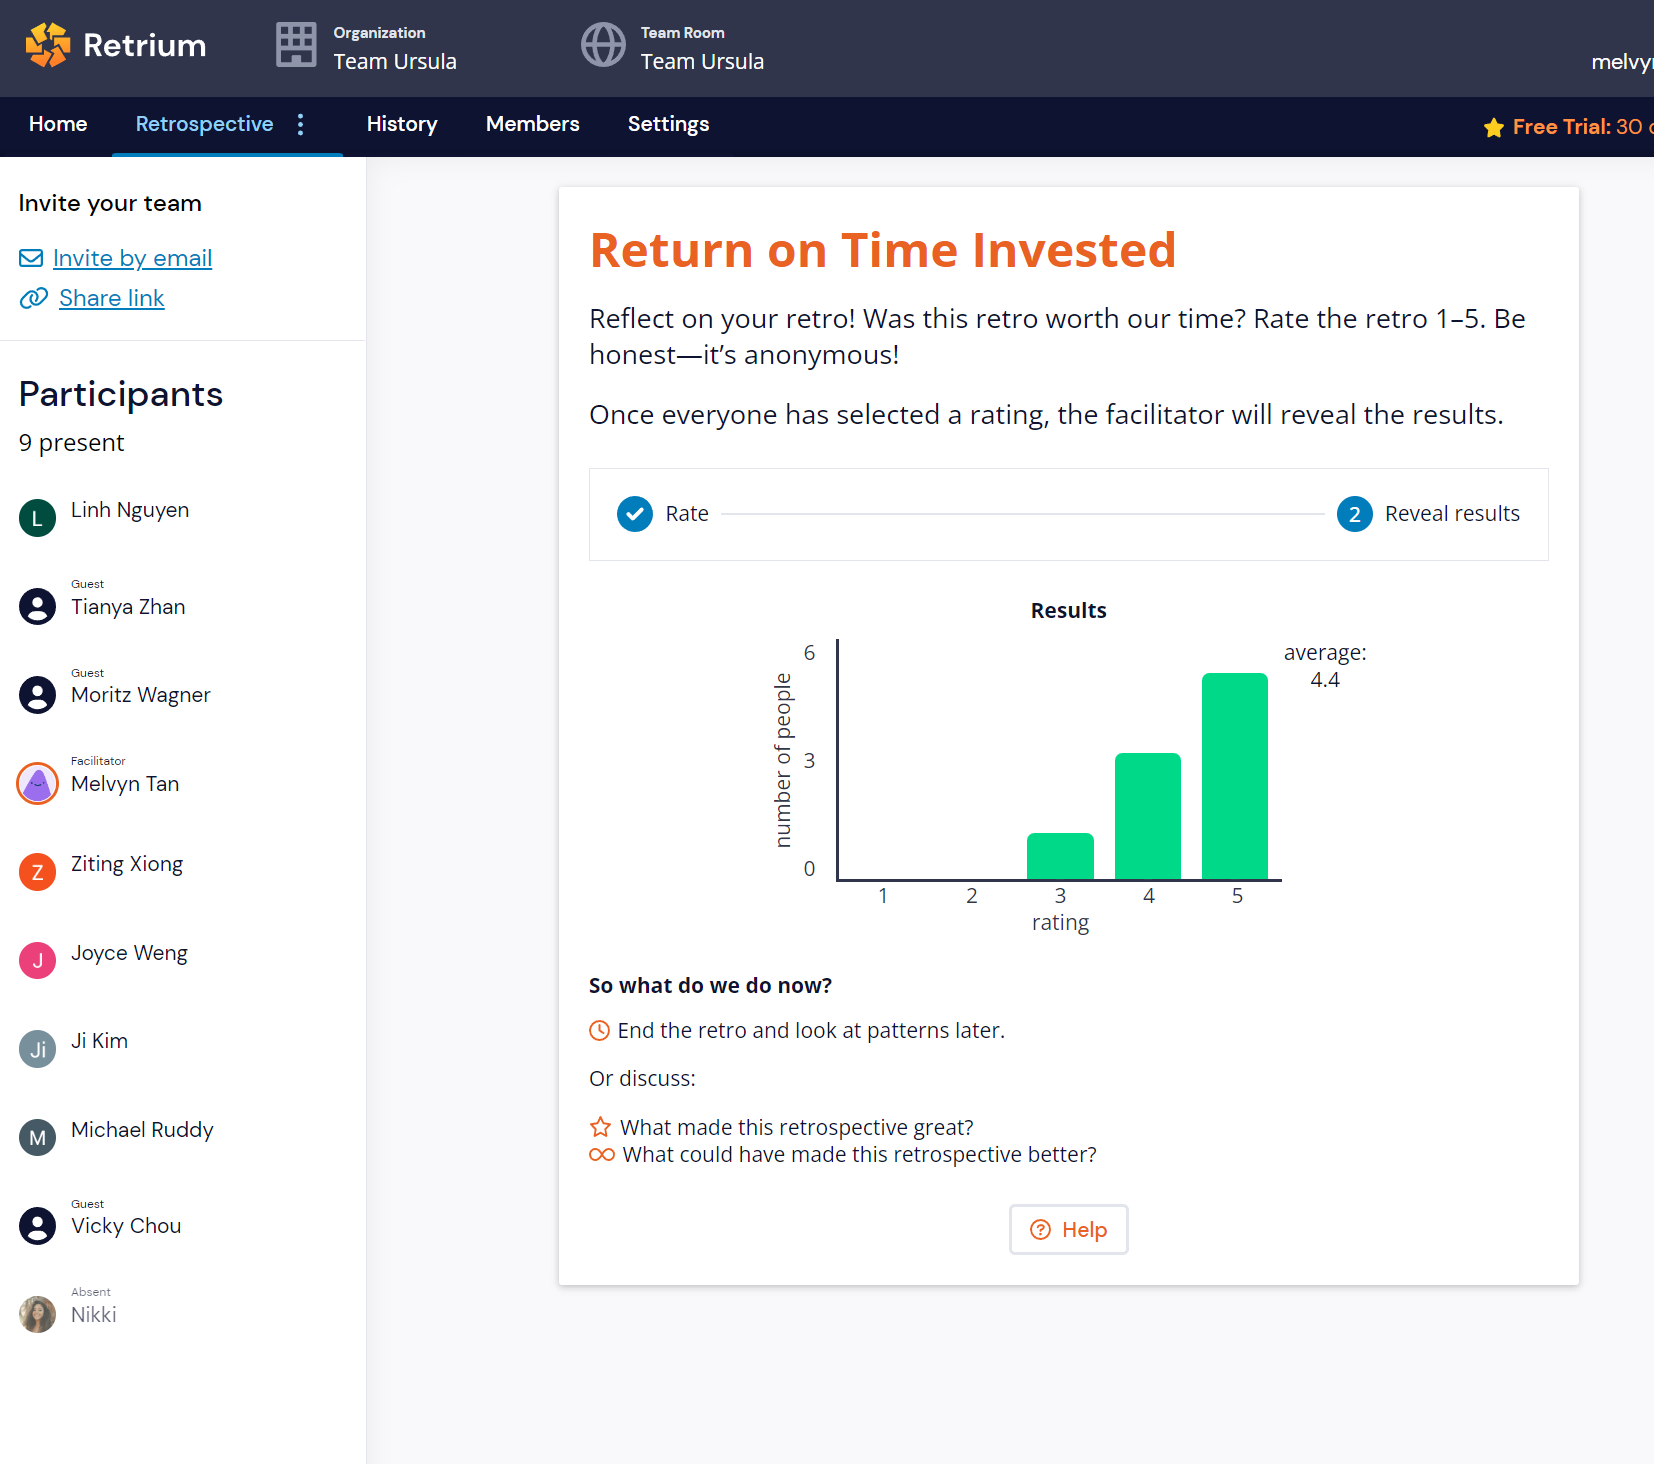 Retrium
Organization
Team Ursula
Team Room
Team Ursula
melvyn
Home
Retrospective
History
Members
Settings
Free Trial: 30
Invite your team
Invite by email
Share link
Participants
9 present
L
Linh Nguyen
Guest
Tianya Zhan
Guest
Moritz Wagner
Facilitator
Melvyn Tan
Z
Ziting Xiong
J
Joyce Weng
Ji
Ji Kim
M
Michael Ruddy
Guest
Vicky Chou
Absent
Nikki
Return on Time Invested
Reflect on your retro! Was this retro worth our time? Rate the retro 1–5. Be
honest—it’s anonymous!
Once everyone has selected a rating, the facilitator will reveal the results.
Rate
2
Reveal results
Results
number of people
6
3
0
average:
4.4
1 2 3 4 5
rating
So what do we do now?
End the retro and look at patterns later.
Or discuss:
What made this retrospective great?
What could have made this retrospective better?
Help